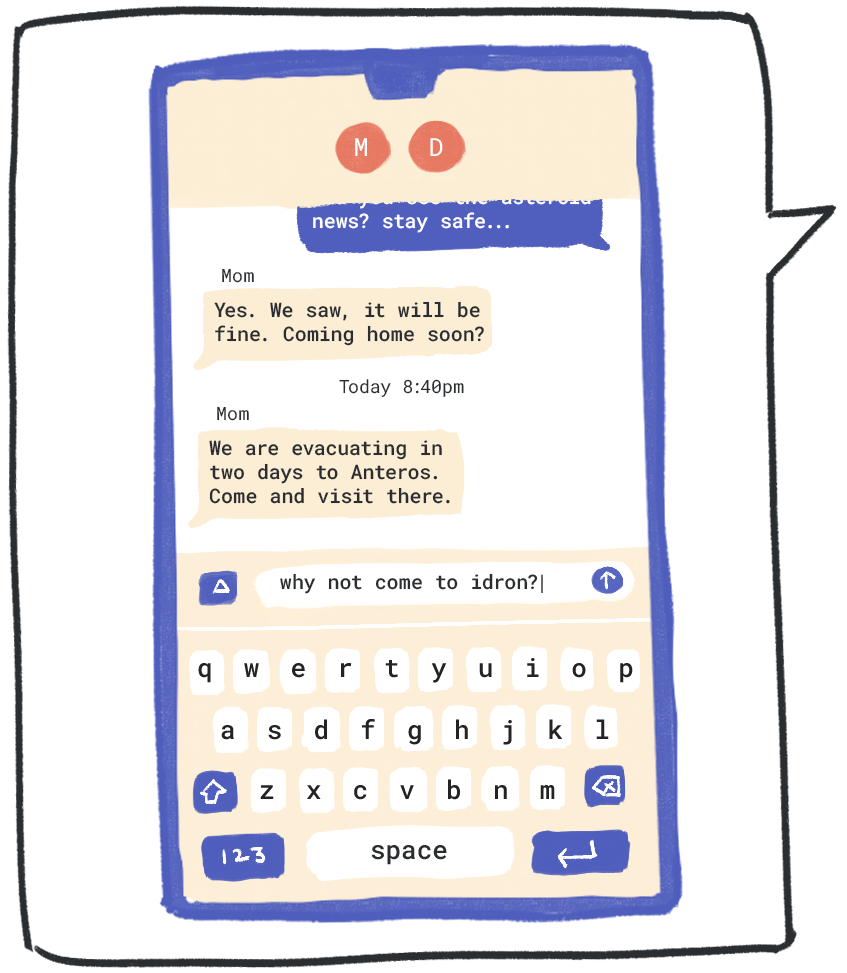 M D
news? stay safe...
Mom
Yes. We saw, it will be
fine. Coming home soon?
Today 8:40pm
Mom
We are evacuating in
two days to Anteros.
Come and visit there.
why not come to idron?
q w e r t y u i o p
a s d f g h j k l
z x c v b n m
123 space